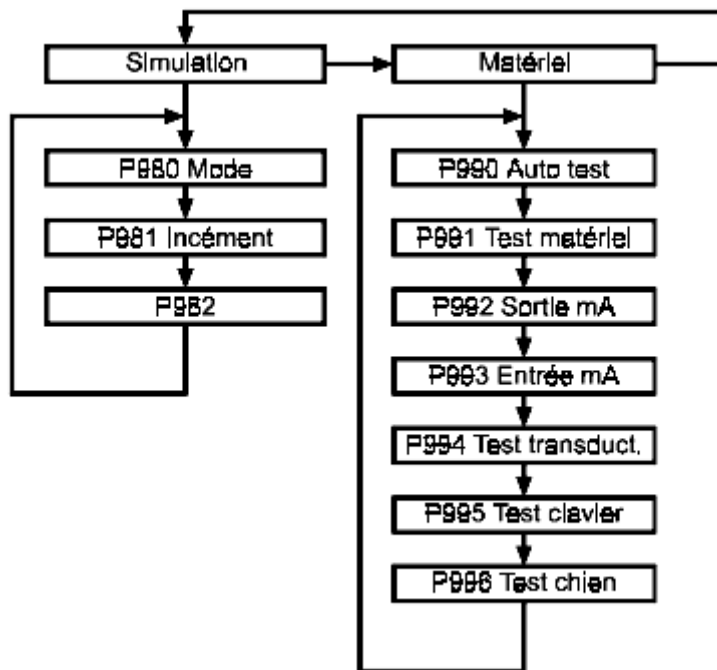 Simulation
Matériel
P980 Mode
P981 Incément
P982
P990 Auto test
P991 Test matériel
P992 Sortie mA
P993 Entrée mA
P994 Test transduct.
P995 Test clavier
P996 Test chien